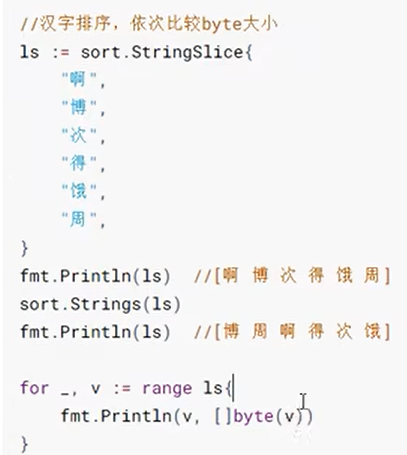 //汉字排序，依次比较byte大小
ls := sort.StringSlice{
"啊",
"博",
"次",
"得",
"饿",
"周",
}
fmt.Println(ls) //[啊 博 次 得 饿 周]
sort.Strings(ls)
fmt.Println(ls) //[博 周 啊 得 次 饿]
for _, v := range ls{
fmt.Println(v, []byte(v))
}